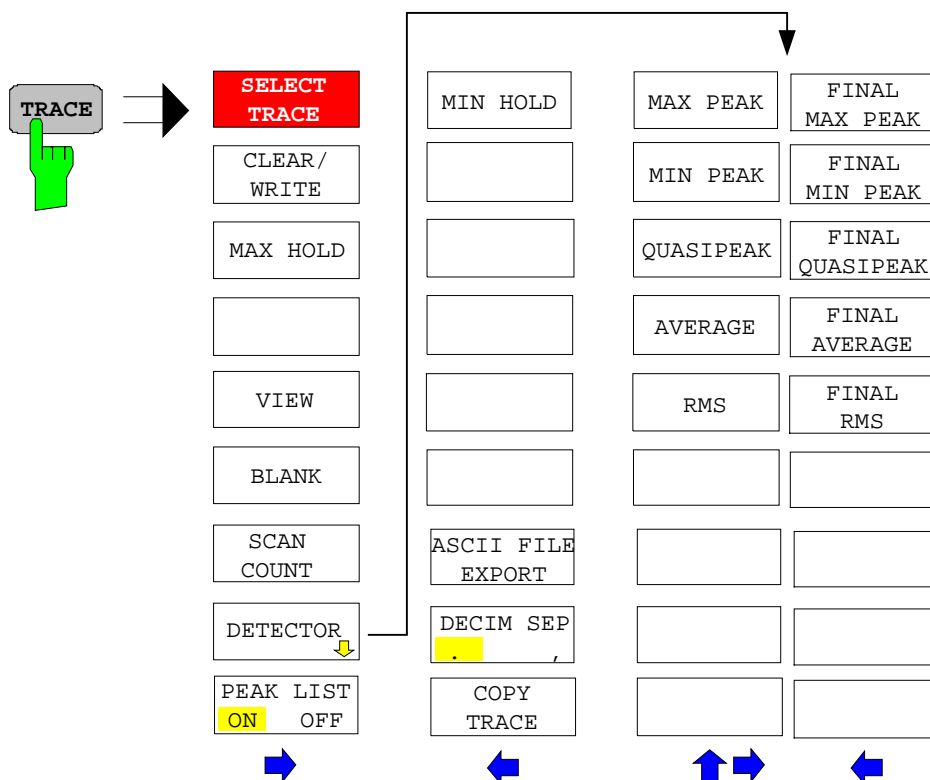 TRACE
SELECT
TRACE
CLEAR/
WRITE
MAX HOLD
VIEW
BLANK
SCAN
COUNT
DETECTOR
PEAK LIST
ON OFF
MIN HOLD
ASCII FILE
EXPORT
DECIM SEP
. ,
COPY
TRACE
MAX PEAK
MIN PEAK
QUASIPEAK
AVERAGE
RMS
FINAL
MAX PEAK
FINAL
MIN PEAK
FINAL
QUASIPEAK
FINAL
AVERAGE
FINAL
RMS